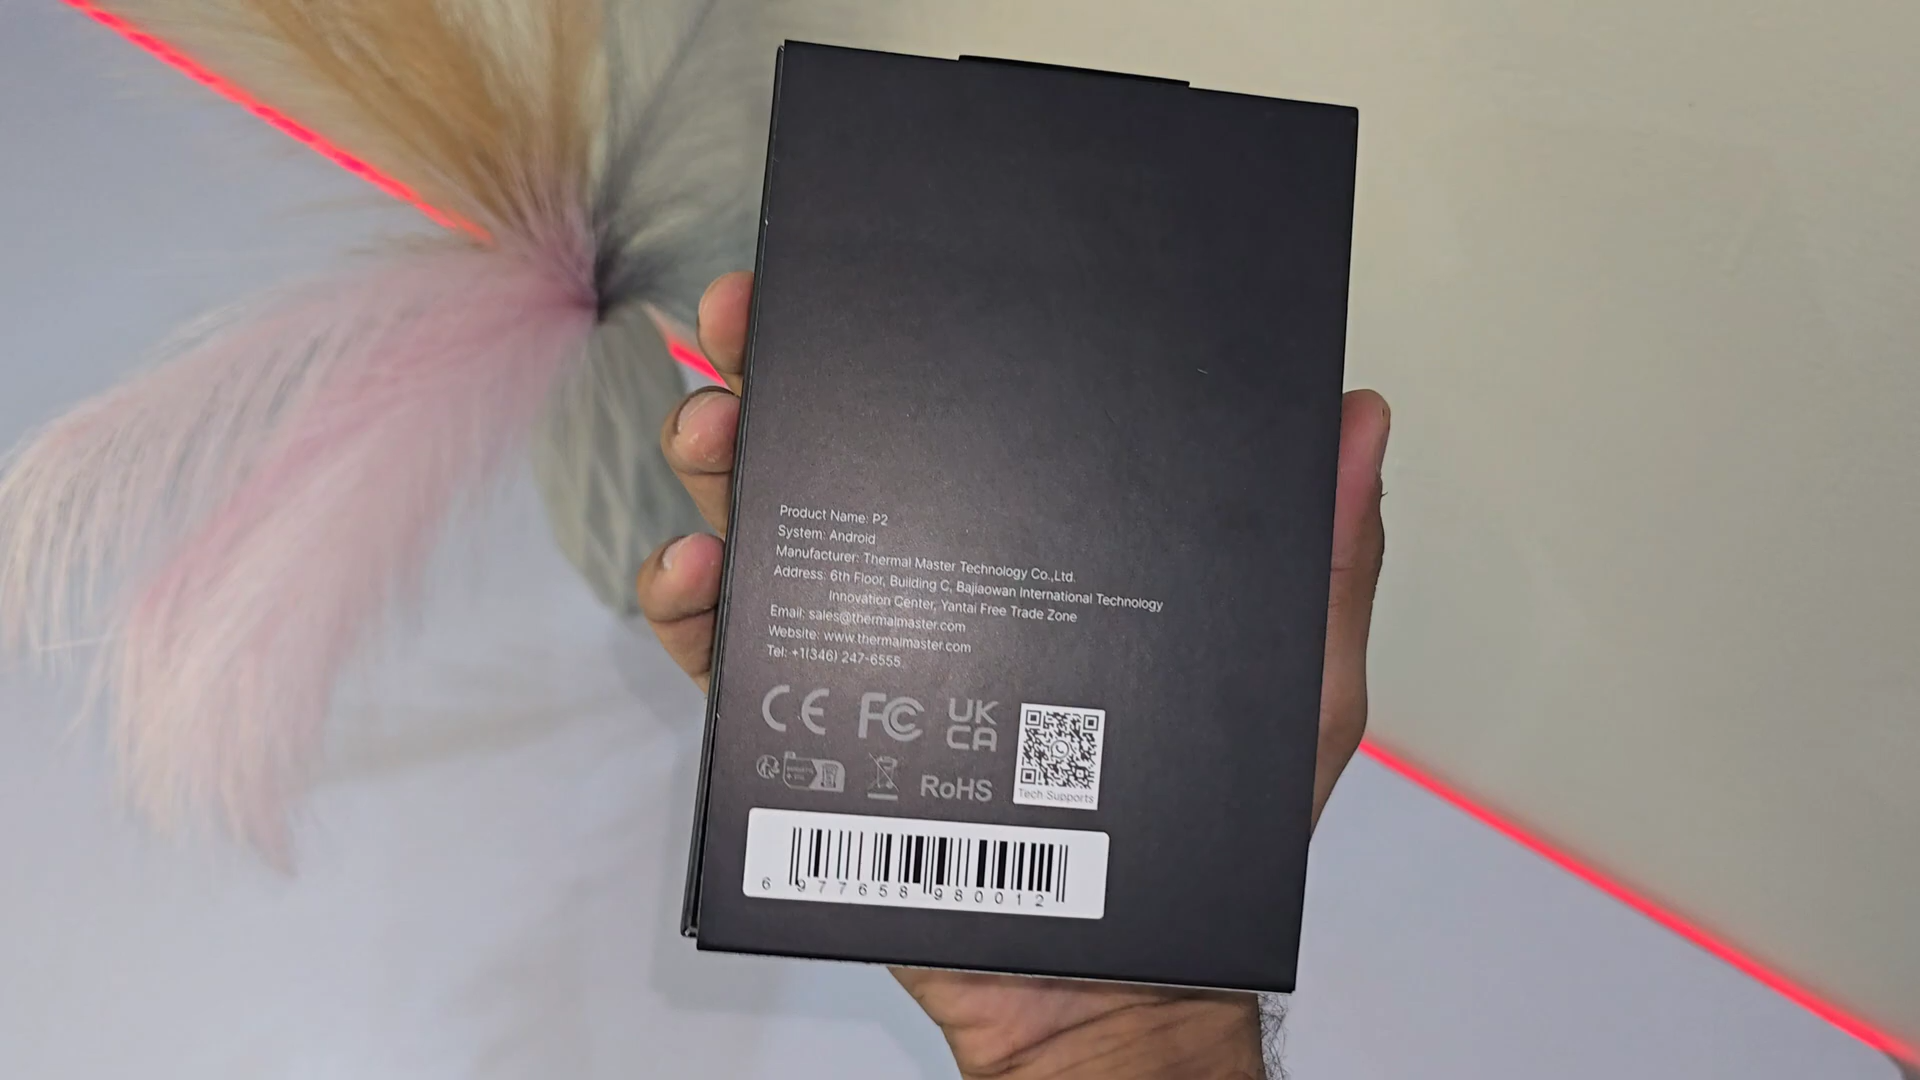 Product Name: P2
System: Android
Manufacturer: Thermal Master Technology Co.,Ltd.
Address: 6th Floor, Building C, Bajiaowan International Technology
Innovation Center, Yantai Free Trade Zone
Email: sales@thermalmaster.com
Website: www.thermalmaster.com
Tel: +1(346) 247-6555
CE FC UK
CA
RoHS
Tech Supports
6 977658 980012